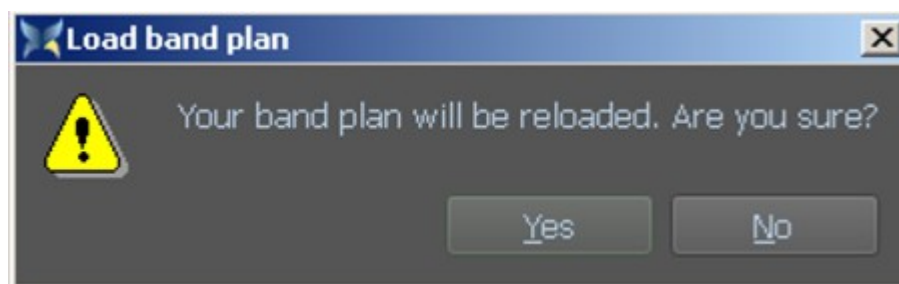 Load band plan
Your band plan will be reloaded. Are you sure?
Yes
No